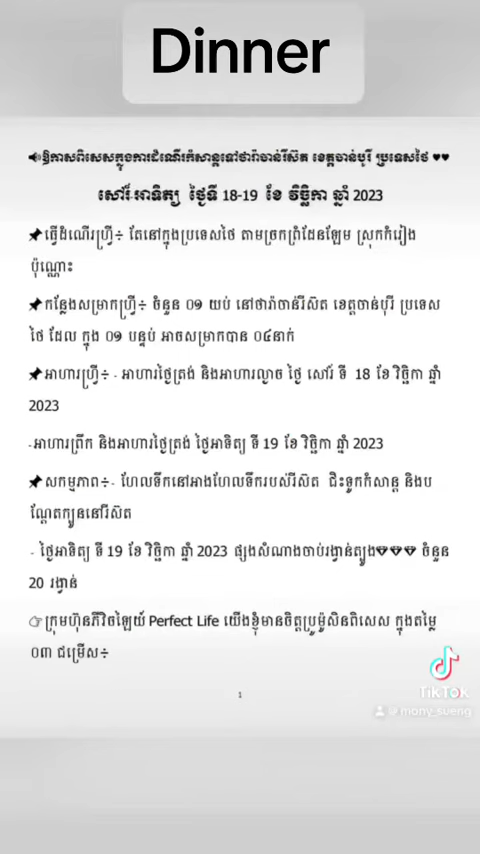 Dinner
📢ឱកាសពិសេសក្នុងការដំណើរកំសាន្តទៅថារ៉ាចាន់រីស៊ត ខេត្តចាន់បូរី ប្រទេសថៃ ♥♥
សៅរ៍-អាទិត្យ ថ្ងៃទី 18-19 ខែ វិច្ឆិកា ឆ្នាំ 2023
📌ធ្វើដំណើរហ្វ្រី÷ តែនៅក្នុងប្រទេសថៃ តាមច្រកព្រំដែនឡែម ស្រុកកំរៀង
ប៉ុណ្ណោះ
📌កន្លែងសម្រាកហ្វ្រី÷ ចំនួន ០១ យប់ នៅថារ៉ាចាន់រីសិត ខេត្តចាន់បុរី ប្រទេស
ថៃ ដែល ក្នុង ០១ បន្ទប់ អាចសម្រាកបាន ០៤នាក់
📌អាហារហ្វ្រី÷ - អាហារថ្ងៃត្រង់ និងអាហារល្ងាច ថ្ងៃ សៅរ៍ ទី 18 ខែ វិច្ឆិកា ឆ្នាំ
2023
-អាហារព្រឹក និងអាហារថ្ងៃត្រង់ ថ្ងៃអាទិត្យ ទី 19 ខែ វិច្ឆិកា ឆ្នាំ 2023
📌សកម្មភាព÷- ហែលទឹកនៅអាងហែលទឹករបស់រីស៉ត ជិះទូកកំសាន្ត និងប
ណ្តែតក្បូននៅរីស៉ត
- ថ្ងៃអាទិត្យ ទី 19 ខែ វិច្ឆិកា ឆ្នាំ 2023 ផ្សងសំណាងចាប់រង្វាន់ត្បូង💎💎💎 ចំនួន
20 រង្វាន់
👉ក្រុមហ៊ុនភីវិចឡៃយ៍ Perfect Life យើងខ្ញុំមានចិត្តប្រូម៉ូសិនពិសេស ក្នុងតម្លៃ
០៣ ជម្រើស÷
1
TikTok
@mony_sueng